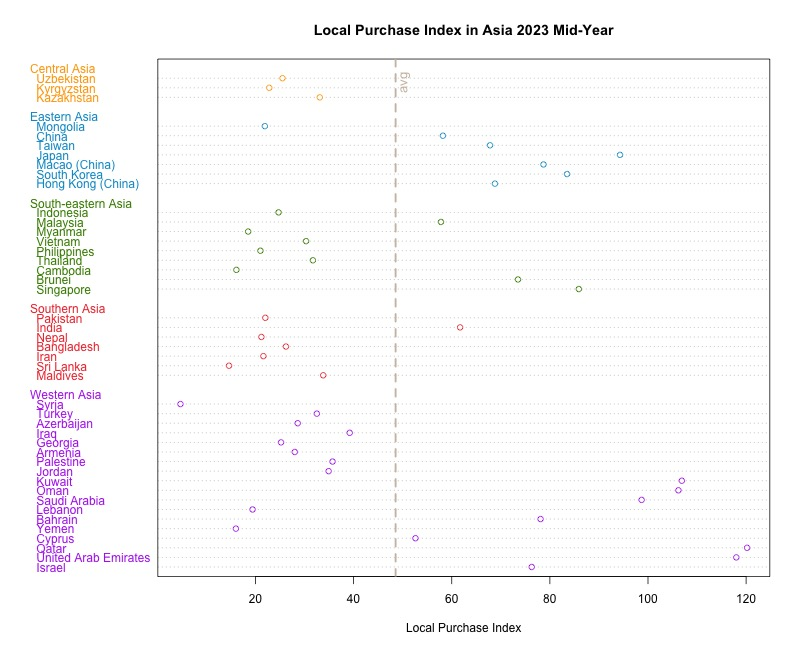 Local Purchase Index in Asia 2023 Mid-Year
avg
Central Asia
Uzbekistan
Kyrgyzstan
Kazakhstan
Eastern Asia
Mongolia
China
Taiwan
Japan
Macao (China)
South Korea
Hong Kong (China)
South-eastern Asia
Indonesia
Malaysia
Myanmar
Vietnam
Philippines
Thailand
Cambodia
Brunei
Singapore
Southern Asia
Pakistan
India
Nepal
Bangladesh
Iran
Sri Lanka
Maldives
Western Asia
Syria
Turkey
Azerbaijan
Iraq
Georgia
Armenia
Palestine
Jordan
Kuwait
Oman
Saudi Arabia
Lebanon
Bahrain
Yemen
Cyprus
Qatar
United Arab Emirates
Israel
20 40 60 80 100 120
Local Purchase Index